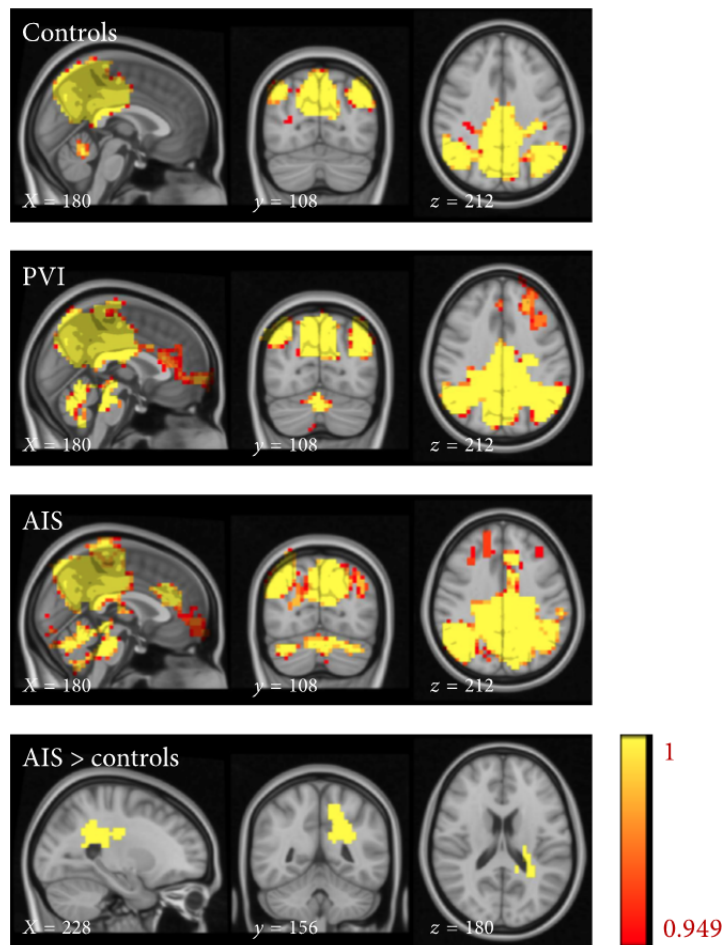 Controls
X = 180 y = 108 z = 212
PVI
X = 180 y = 108 z = 212
AIS
X = 180 y = 108 z = 212
AIS > controls
X = 228 y = 156 z = 180
1
0.949